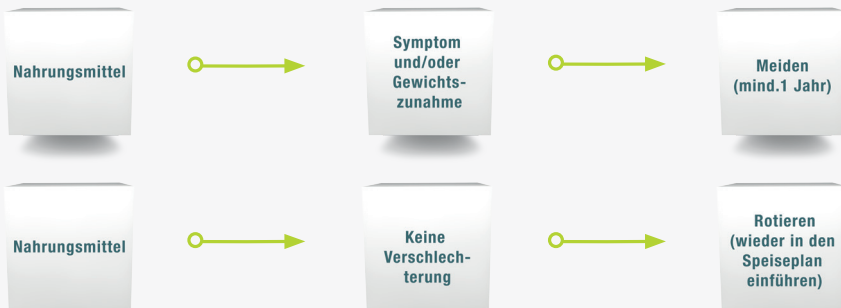 Nahrungsmittel
Symptom
und/oder
Gewichts-
zunahme
Meiden
(mind.1 Jahr)
Nahrungsmittel
Keine
Verschlech-
terung
Rotieren
(wieder in den
Speiseplan
einführen)